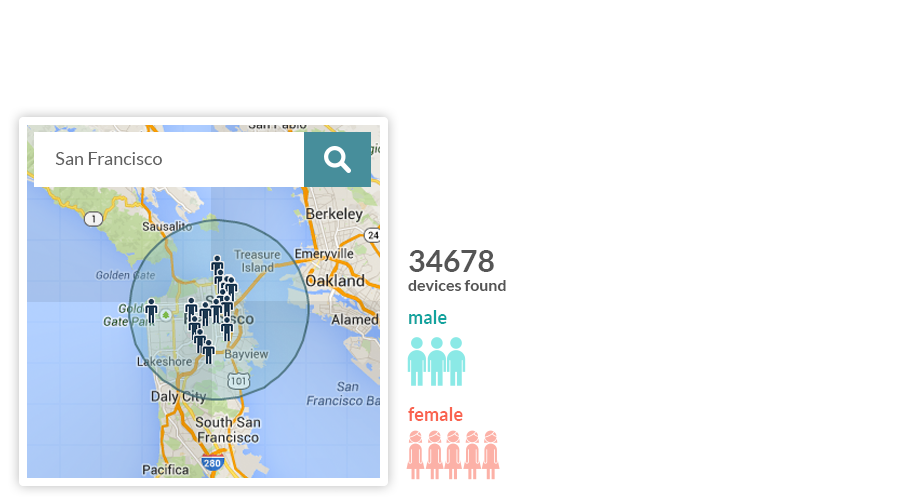 San Pablo
San Francisco
1
Berkeley
Sausalito
24
Treasure
Island
Emeryville
Golden Gate
Oakland
Gate Park
Alamed
Bayview
Lakeshore
101
San
Francisco Ba
Daly City
South San
Francisco
280
Pacifica
34678
devices found
male
female